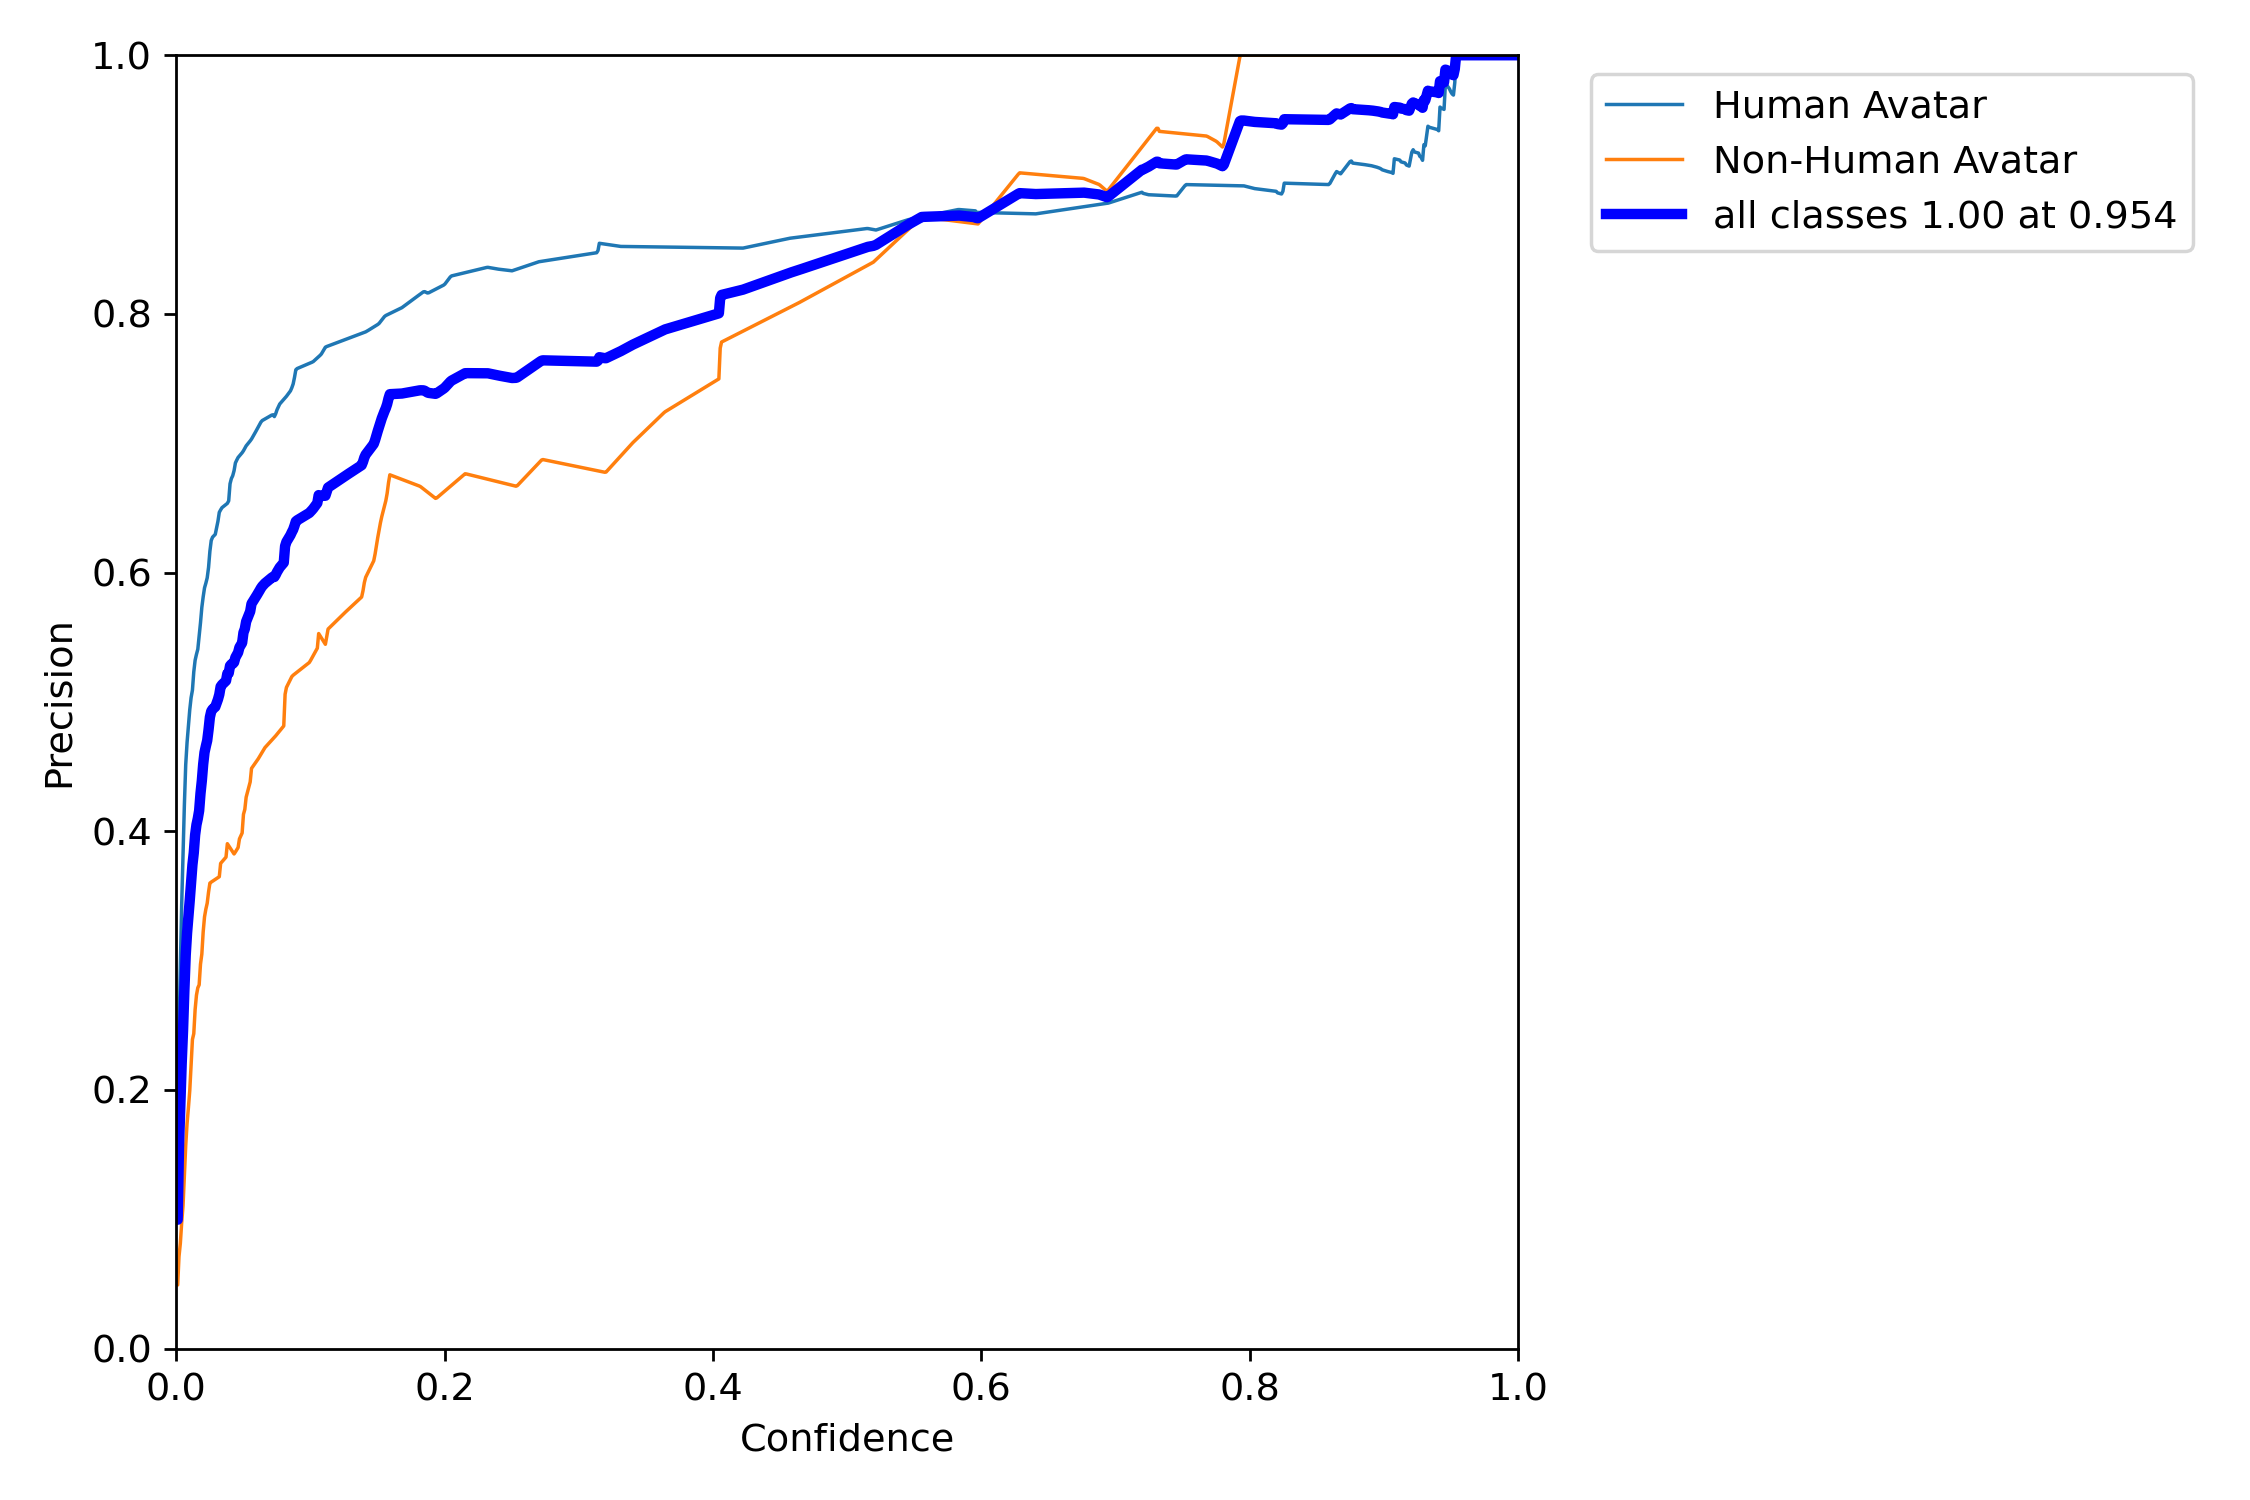 1.0
0.8
0.6
0.4
0.2
0.0
0.0 0.2 0.4 0.6 0.8 1.0
Precision
Confidence
Human Avatar
Non-Human Avatar
all classes 1.00 at 0.954